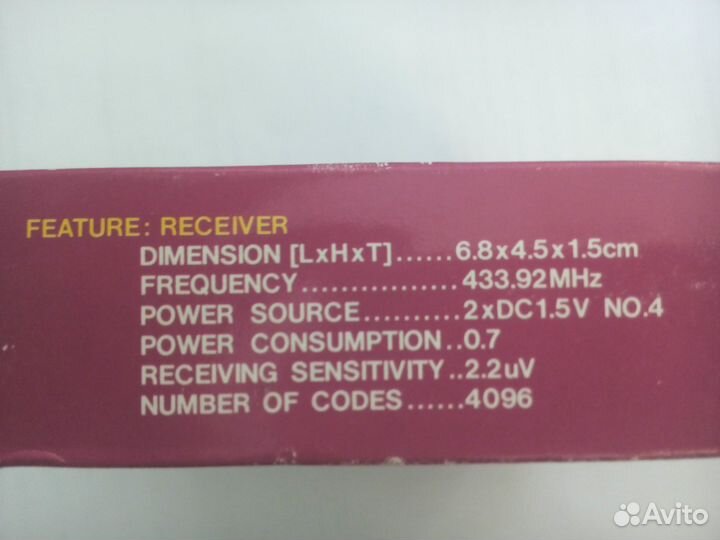 FEATURE: RECEIVER
DIMENSION [LxHxT]......6.8x4.5x1.5cm
FREQUENCY................433.92MHz
POWER SOURCE..........2xDC1.5V NO.4
POWER CONSUMPTION..0.7
RECEIVING SENSITIVITY..2.2uV
NUMBER OF CODES......4096
Avito